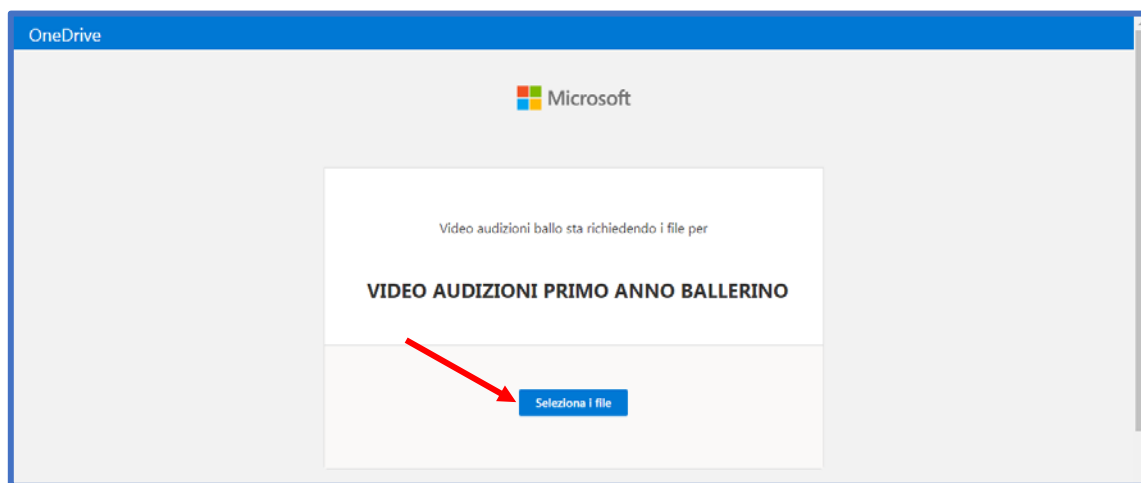 OneDrive
Microsoft
Video audizioni ballo sta richiedendo i file per
VIDEO AUDIZIONI PRIMO ANNO BALLERINO
Seleziona i file